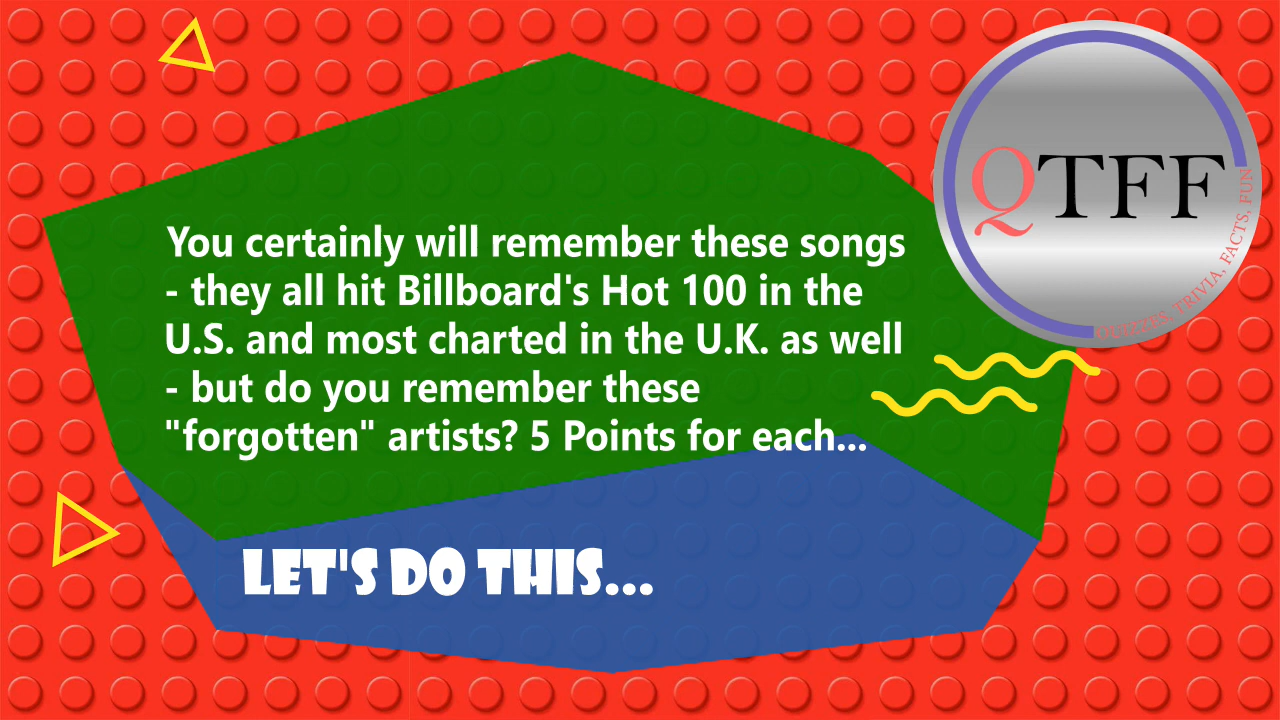 QTFF
QUIZZES, TRIVIA, FACTS, FUN
You certainly will remember these songs
- they all hit Billboard's Hot 100 in the
U.S. and most charted in the U.K. as well
- but do you remember these
"forgotten" artists? 5 Points for each...
LET'S DO THIS...